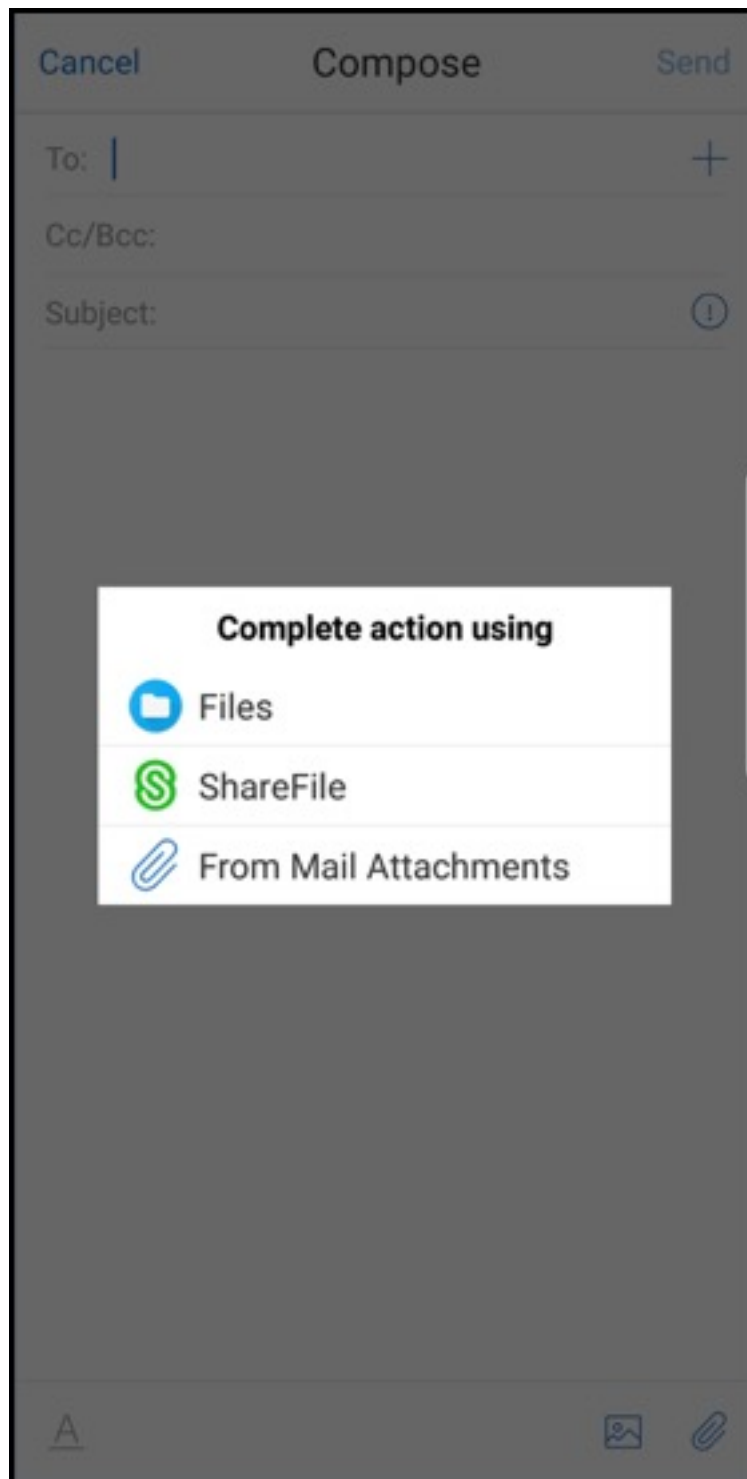 Cancel Compose Send
To:
Cc/Bcc:
Subject:
Complete action using
Files
ShareFile
From Mail Attachments
A